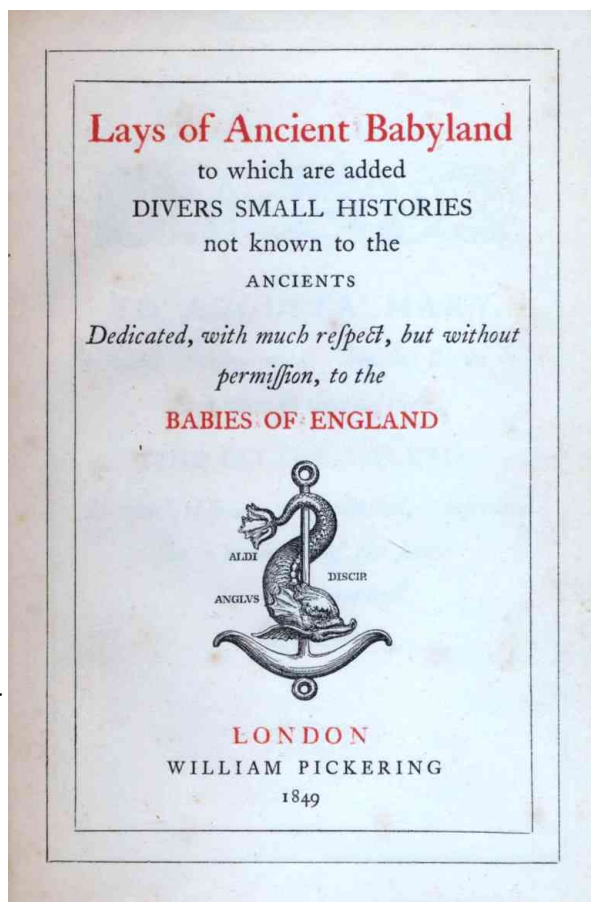 Lays of Ancient Babyland
to which are added
DIVERS SMALL HISTORIES
not known to the
ANCIENTS
Dedicated, with much reſpect, but without
permiſſion, to the
BABIES OF ENGLAND
ALDI
DISCIP.
ANGLVS
LONDON
WILLIAM PICKERING
1849